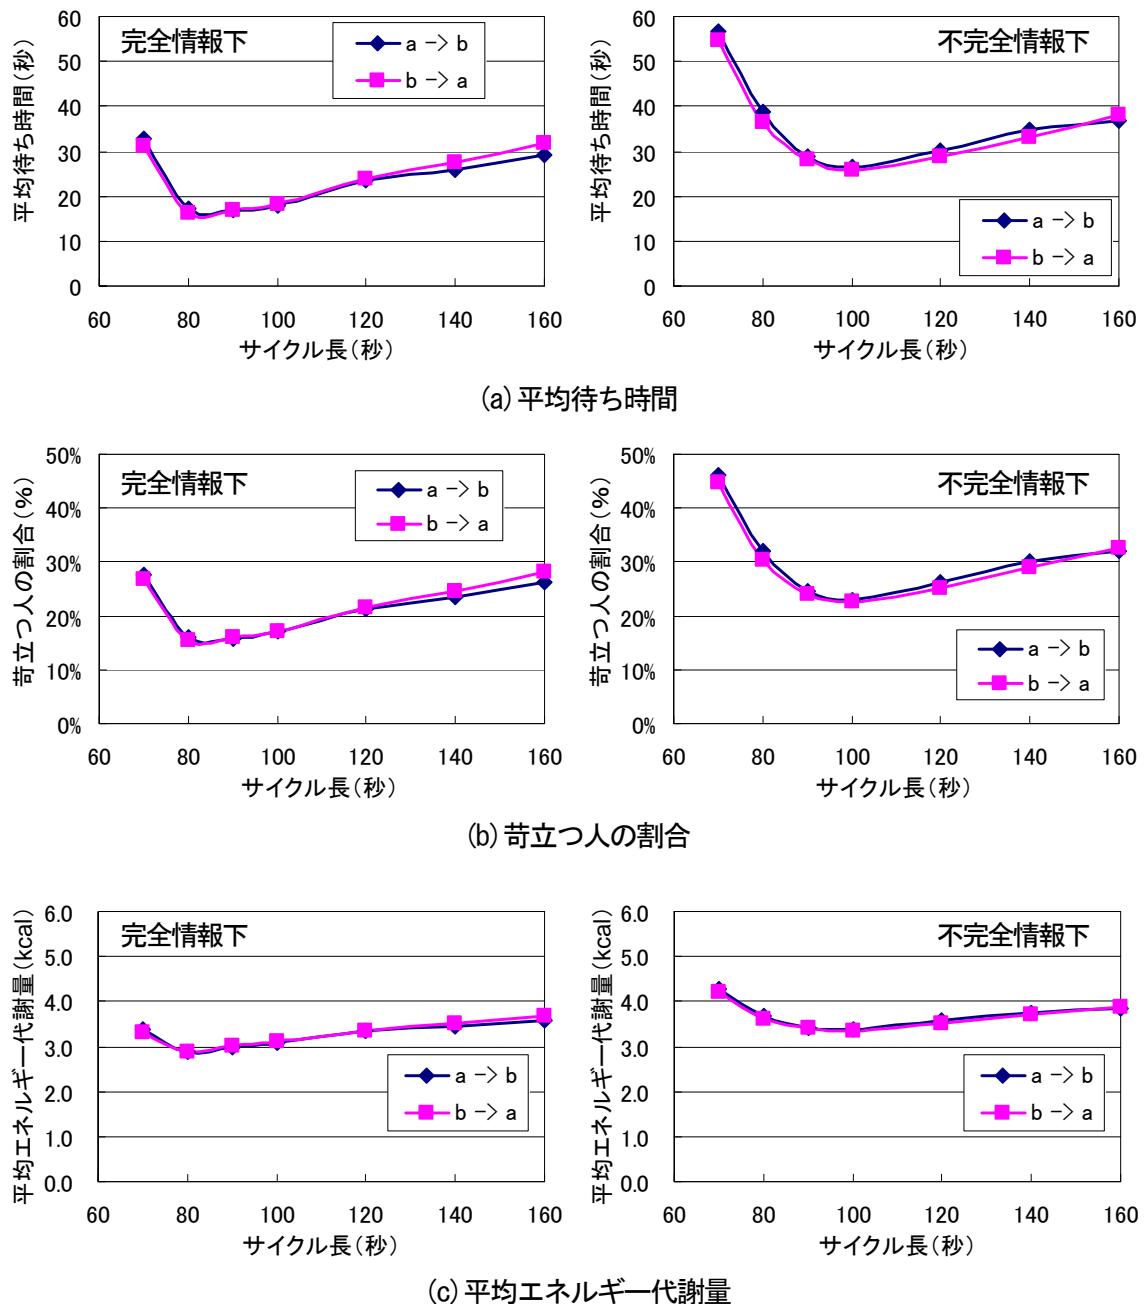 完全情報下
a -> b
b -> a
平均待ち時間(秒)
60
50
40
30
20
10
0
60 80 100 120 140 160
サイクル長(秒)
不完全情報下
a -> b
b -> a
平均待ち時間(秒)
60
50
40
30
20
10
0
60 80 100 120 140 160
サイクル長(秒)
(a) 平均待ち時間
完全情報下
a -> b
b -> a
苛立つ人の割合(%)
50%
40%
30%
20%
10%
0%
60 80 100 120 140 160
サイクル長(秒)
不完全情報下
a -> b
b -> a
苛立つ人の割合(%)
50%
40%
30%
20%
10%
0%
60 80 100 120 140 160
サイクル長(秒)
(b) 苛立つ人の割合
完全情報下
a -> b
b -> a
平均エネルギー代謝量(kcal)
6.0
5.0
4.0
3.0
2.0
1.0
0.0
60 80 100 120 140 160
サイクル長(秒)
不完全情報下
a -> b
b -> a
平均エネルギー代謝量(kcal)
6.0
5.0
4.0
3.0
2.0
1.0
0.0
60 80 100 120 140 160
サイクル長(秒)
(c) 平均エネルギー代謝量